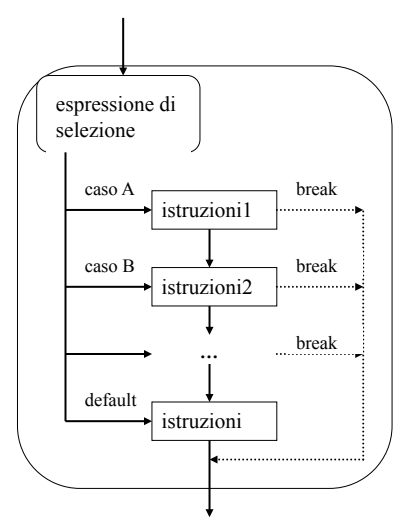 espressione di
selezione
caso A
istruzioni1
break
caso B
istruzioni2
break
...
break
default
istruzioni